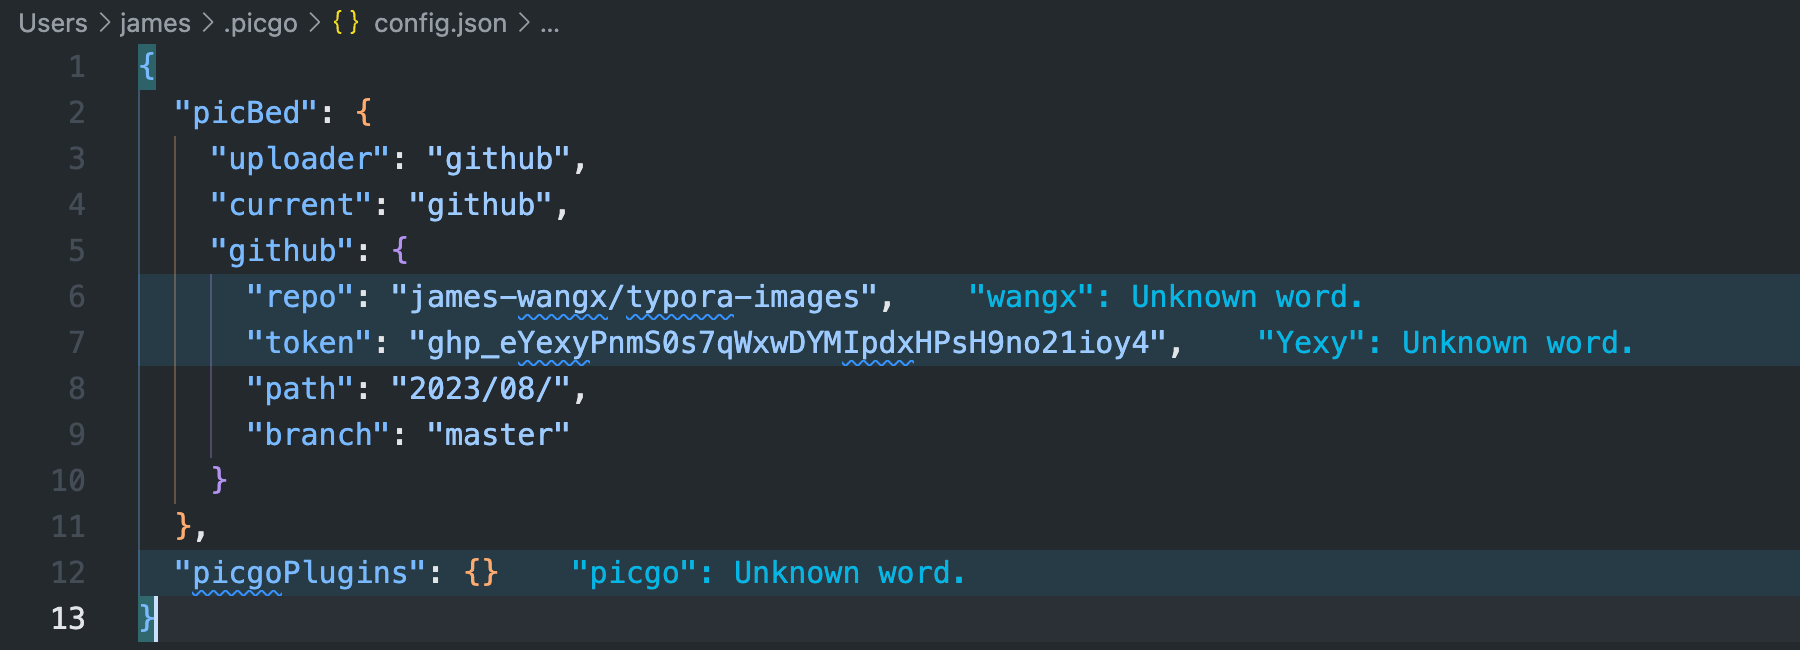 Users > james > .picgo > {} config.json > ...
1 {
2 "picBed": {
3 "uploader": "github",
4 "current": "github",
5 "github": {
6 "repo": "james-wangx/typora-images", "wangx": Unknown word.
7 "token": "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", "Yexy": Unknown word.
8 "path": "2023/08/",
9 "branch": "master"
10 }
11 },
12 "picgoPlugins": {} "picgo": Unknown word.
13 }